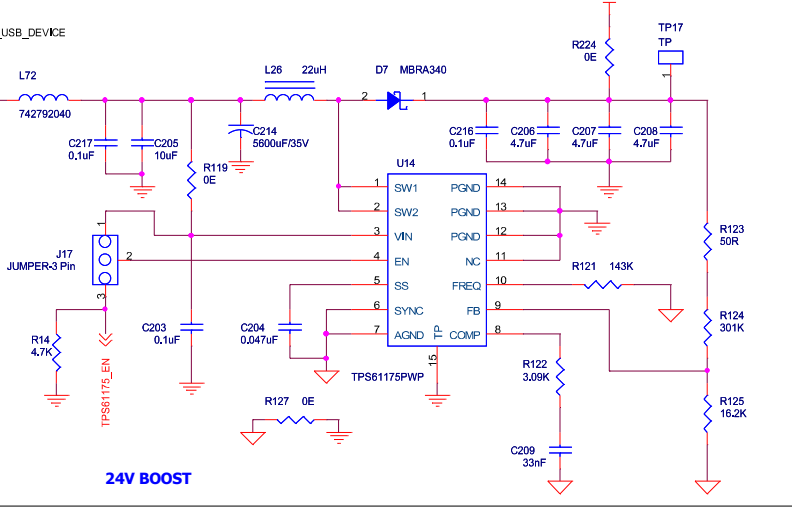 _USB_DEVICE
TP17
TP
1
R224
0E
L72
742792040
L26 22uH
D7 MBRA340
2 1
C217
0.1uF
C205
10uF
C214
5600uF/35V
C216
0.1uF
C206
4.7uF
C207
4.7uF
C208
4.7uF
R119
0E
U14
1 SW1 PGND 14
2 SW2 PGND 13
3 VIN PGND 12
4 EN NC 11
5 SS FREQ 10
6 SYNC FB 9
7 AGND TP COMP 8
15
TPS61175PWP
J17
JUMPER-3 Pin
1
2
3
R123
50R
R121 143K
R124
301K
R14
4.7K
TPS61175_EN
C203
0.1uF
C204
0.047uF
R122
3.09K
R125
16.2K
R127 0E
C209
33nF
24V BOOST